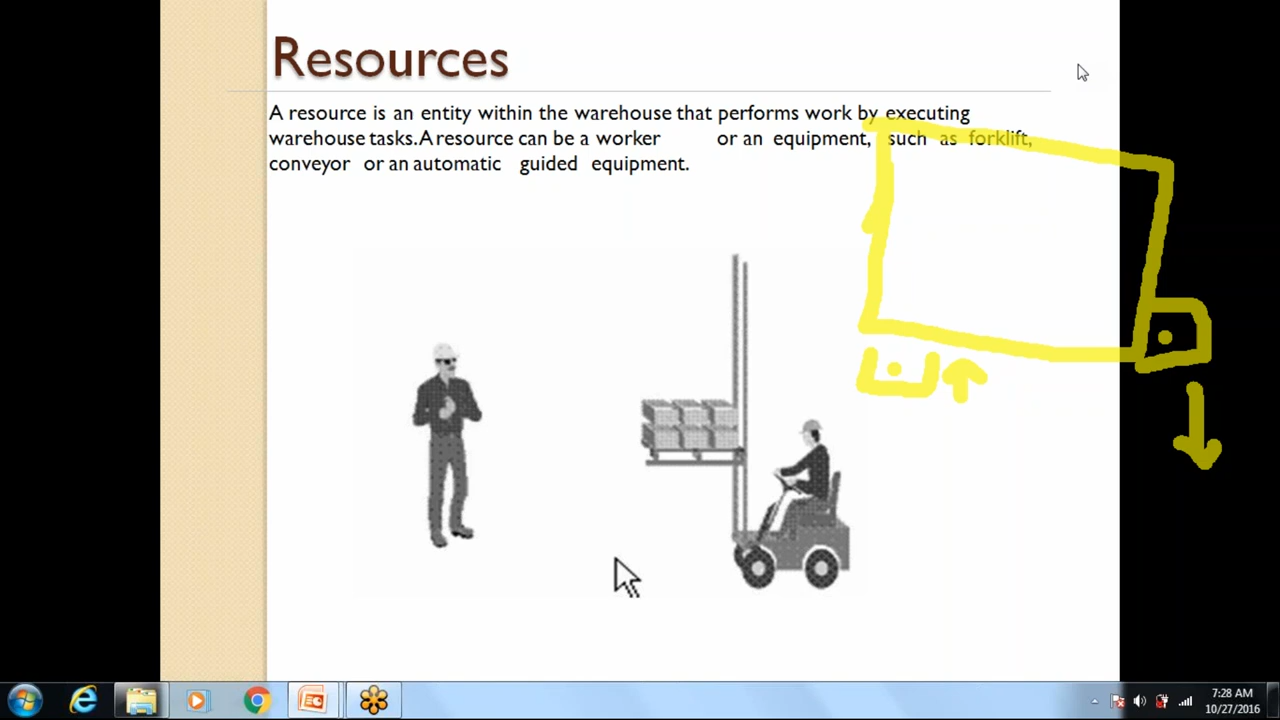 Resources
A resource is an entity within the warehouse that performs work by executing
warehouse tasks. A resource can be a worker or an equipment, such as forklift,
conveyor or an automatic guided equipment.
7:28 AM
10/27/2016